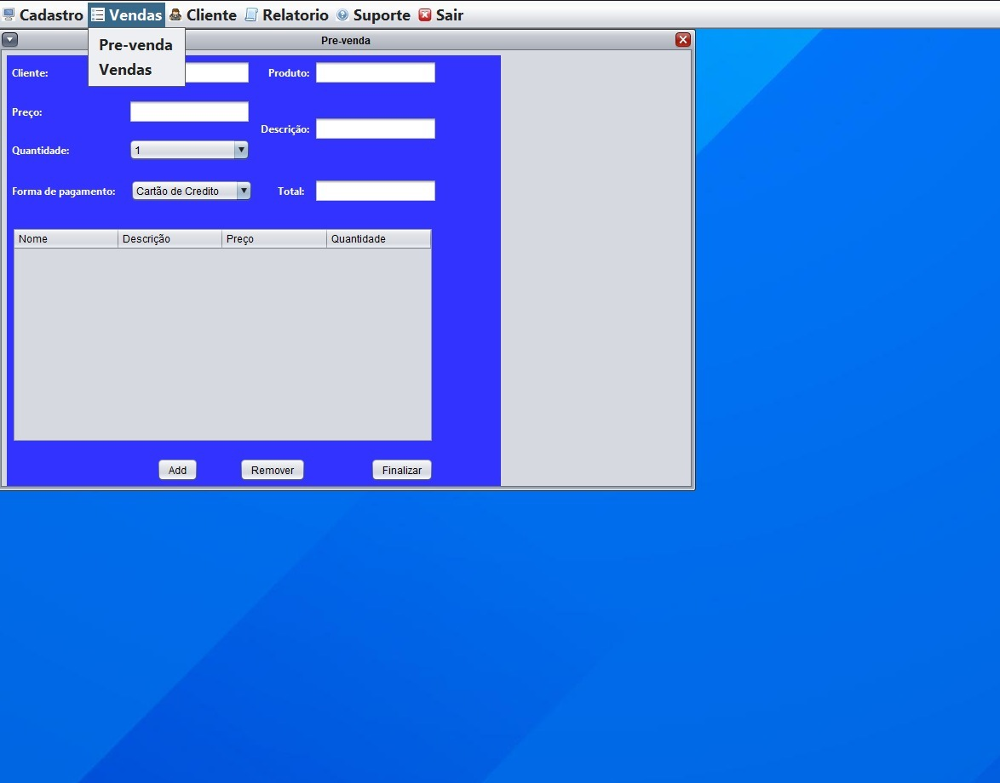 Cadastro Vendas Cliente Relatorio Suporte Sair
Pre-venda
Vendas
Pre-venda
Cliente: Produto:
Preço:
Descrição:
Quantidade: 1
Forma de pagamento: Cartão de Credito Total:
Nome Descrição Preço Quantidade
Add Remover Finalizar